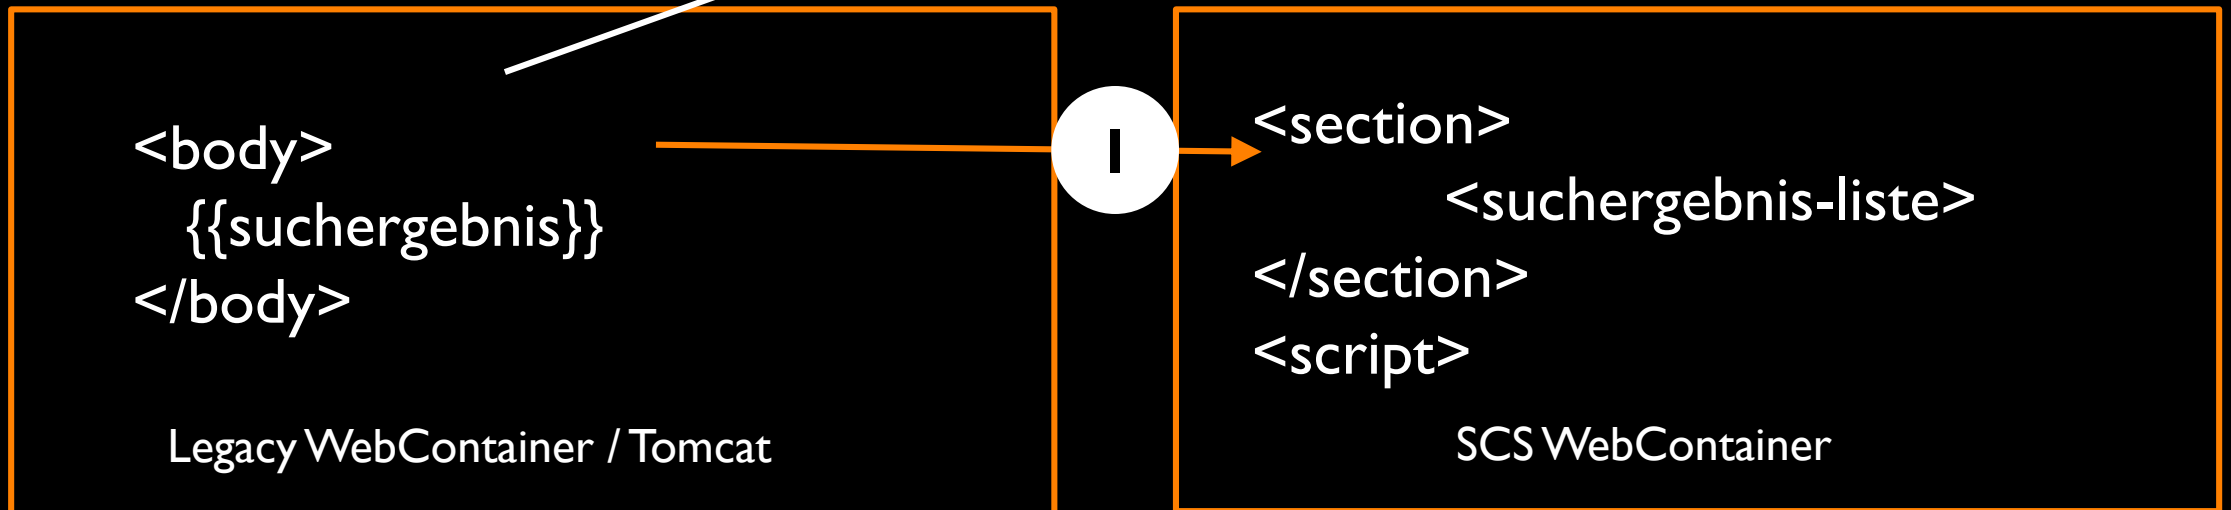 <body>
{{suchergebnis}}
</body>
Legacy WebContainer / Tomcat
1
<section>
<suchergebnis-liste>
</section>
<script>
SCS WebContainer